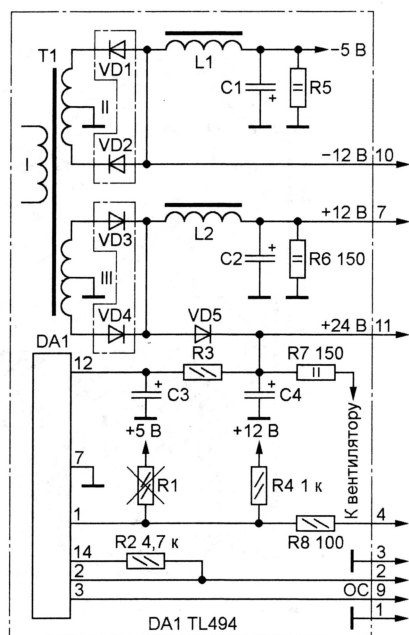 T1
VD1
L1
−5 В
C1
+
R5
I
II
VD2
−12 В 10
VD3
L2
+12 В 7
C2
+
R6 150
III
VD4
VD5
+24 В 11
DA1
12
R3
R7 150
C3
+
C4
+
К вентилятору
+5 В
+12 В
7
R1
R4 1 к
1
4
R8 100
14
R2 4,7 к
3
2
2
3
ОС 9
1
DA1 TL494